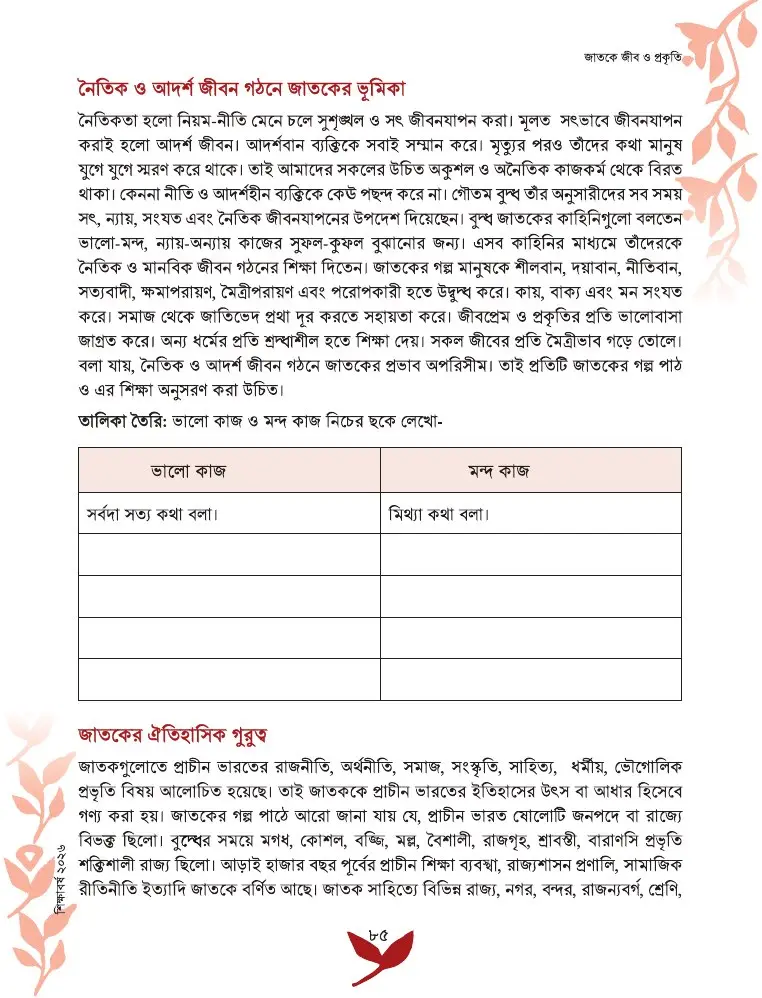 জাতকে জীব ও প্রকৃতি
নৈতিক ও আদর্শ জীবন গঠনে জাতকের ভূমিকা
নৈতিকতা হলো নিয়ম-নীতি মেনে চলে সুশৃঙ্খল ও সৎ জীবনযাপন করা। মূলত সৎভাবে জীবনযাপন
করাই হলো আদর্শ জীবন। আদর্শবান ব্যক্তিকে সবাই সম্মান করে। মৃত্যুর পরও তাঁদের কথা মানুষ
যুগে যুগে স্মরণ করে থাকে। তাই আমাদের সকলের উচিত অকুশল ও অনৈতিক কাজকর্ম থেকে বিরত
থাকা। কেননা নীতি ও আদর্শহীন ব্যক্তিকে কেউ পছন্দ করে না। গৌতম বুদ্ধ তাঁর অনুসারীদের সব সময়
সৎ, ন্যায়, সংযত এবং নৈতিক জীবনযাপনের উপদেশ দিয়েছেন। বুদ্ধ জাতকের কাহিনিগুলো বলতেন
ভালো-মন্দ, ন্যায়-অন্যায় কাজের সুফল-কুফল বুঝানোর জন্য। এসব কাহিনির মাধ্যমে তাঁদেরকে
নৈতিক ও মানবিক জীবন গঠনের শিক্ষা দিতেন। জাতকের গল্প মানুষকে শীলবান, দয়াবান, নীতিবান,
সত্যবাদী, ক্ষমাপরায়ণ, মৈত্রীপরায়ণ এবং পরোপকারী হতে উদ্বুদ্ধ করে। কায়, বাক্য এবং মন সংযত
করে। সমাজ থেকে জাতিভেদ প্রথা দূর করতে সহায়তা করে। জীবপ্রেম ও প্রকৃতির প্রতি ভালোবাসা
জাগ্রত করে। অন্য ধর্মের প্রতি শ্রদ্ধাশীল হতে শিক্ষা দেয়। সকল জীবের প্রতি মৈত্রীভাব গড়ে তোলে।
বলা যায়, নৈতিক ও আদর্শ জীবন গঠনে জাতকের প্রভাব অপরিসীম। তাই প্রতিটি জাতকের গল্প পাঠ
ও এর শিক্ষা অনুসরণ করা উচিত।
তালিকা তৈরি: ভালো কাজ ও মন্দ কাজ নিচের ছকে লেখো-
ভালো কাজ মন্দ কাজ
সর্বদা সত্য কথা বলা। মিথ্যা কথা বলা।
জাতকের ঐতিহাসিক গুরুত্ব
জাতকগুলোতে প্রাচীন ভারতের রাজনীতি, অর্থনীতি, সমাজ, সংস্কৃতি, সাহিত্য, ধর্মীয়, ভৌগোলিক
প্রভৃতি বিষয় আলোচিত হয়েছে। তাই জাতককে প্রাচীন ভারতের ইতিহাসের উৎস বা আধার হিসেবে
গণ্য করা হয়। জাতকের গল্প পাঠে আরো জানা যায় যে, প্রাচীন ভারত ষোলোটি জনপদে বা রাজ্যে
বিভক্ত ছিলো। বুদ্ধের সময়ে মগধ, কোশল, বজ্জি, মল্ল, বৈশালী, রাজগৃহ, শ্রাবস্তী, বারাণসি প্রভৃতি
শক্তিশালী রাজ্য ছিলো। আড়াই হাজার বছর পূর্বের প্রাচীন শিক্ষা ব্যবস্থা, রাজ্যশাসন প্রণালি, সামাজিক
রীতিনীতি ইত্যাদি জাতকে বর্ণিত আছে। জাতক সাহিত্যে বিভিন্ন রাজ্য, নগর, বন্দর, রাজন্যবর্গ, শ্রেণি,
শিক্ষাবর্ষ ২০২৬
৮৫